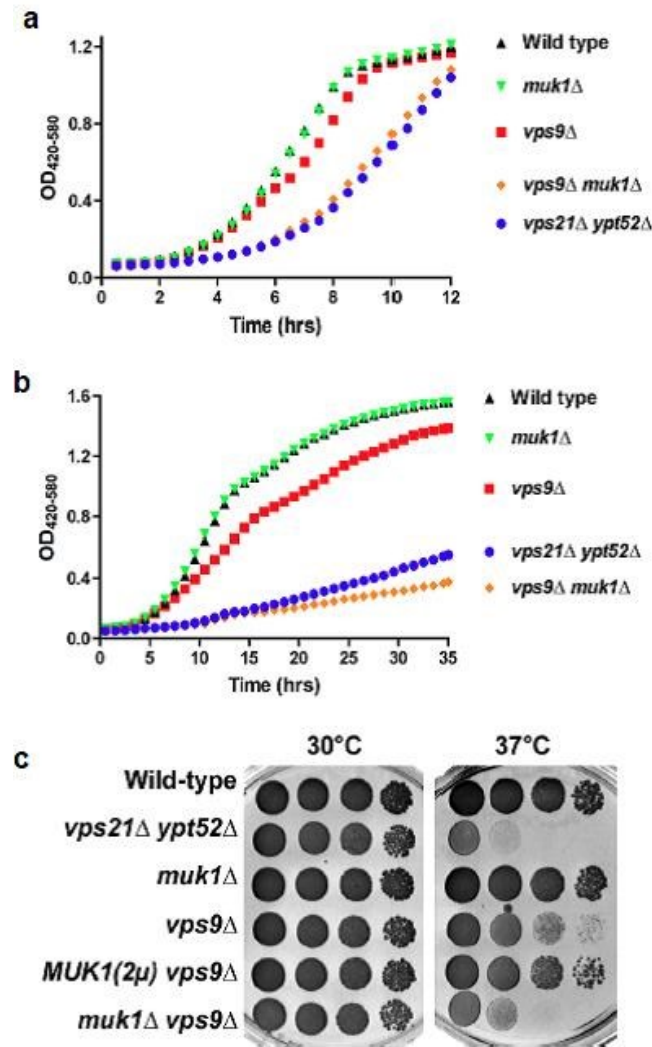 a
1.2
0.8
0.4
0.0
OD420-580
0 2 4 6 8 10 12
Time (hrs)
Wild type
muk1Δ
vps9Δ
vps9Δ muk1Δ
vps21Δ ypt52Δ
b
1.6
1.2
0.8
0.4
0.0
OD420-580
0 5 10 15 20 25 30 35
Time (hrs)
Wild type
muk1Δ
vps9Δ
vps21Δ ypt52Δ
vps9Δ muk1Δ
c
30°C 37°C
Wild-type
vps21Δ ypt52Δ
muk1Δ
vps9Δ
MUK1(2µ) vps9Δ
muk1Δ vps9Δ